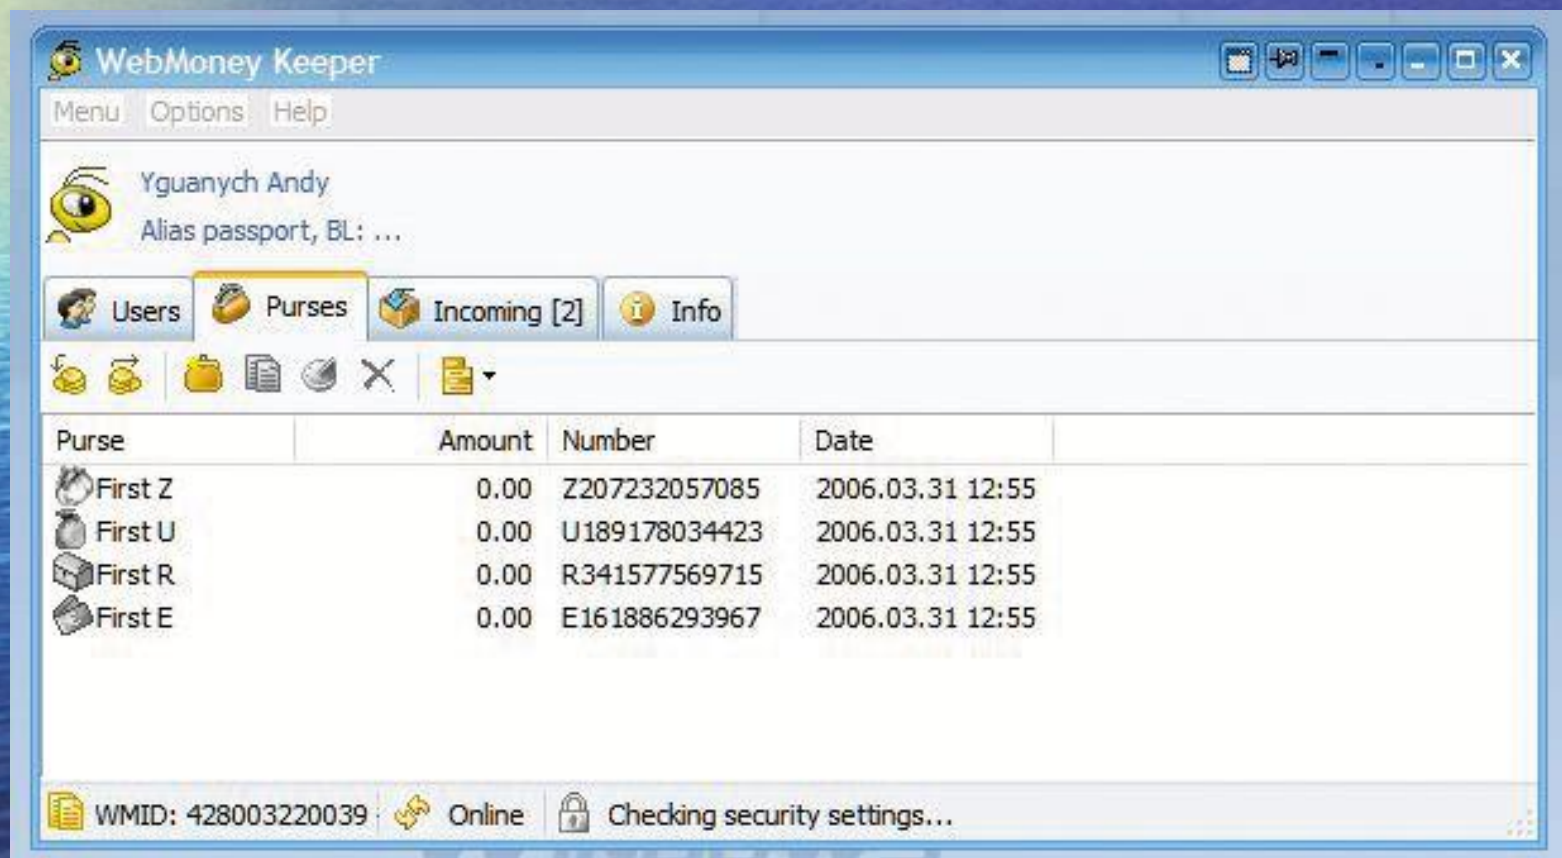 WebMoney Keeper
Menu Options Help
Yguanych Andy
Alias passport, BL: ...
Users Purses Incoming [2] Info
Purse Amount Number Date
First Z 0.00 Z207232057085 2006.03.31 12:55
First U 0.00 U189178034423 2006.03.31 12:55
First R 0.00 R341577569715 2006.03.31 12:55
First E 0.00 E161886293967 2006.03.31 12:55
WMID: 428003220039 Online Checking security settings...